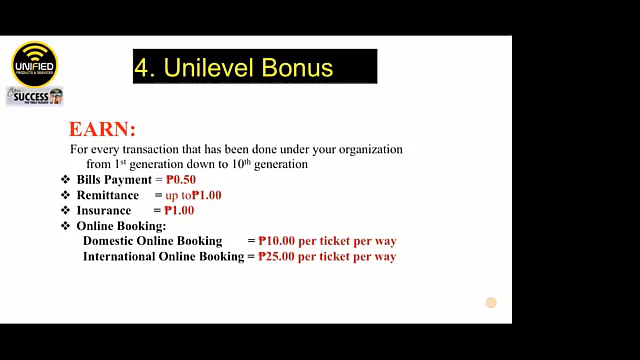 UNIFIED
PRODUCTS & SERVICES
SUCCESS
4. Unilevel Bonus
EARN:
For every transaction that has been done under your organization
from 1st generation down to 10th generation
❖ Bills Payment = ₱0.50
❖ Remittance = up to₱1.00
❖ Insurance = ₱1.00
❖ Online Booking:
Domestic Online Booking = ₱10.00 per ticket per way
International Online Booking = ₱25.00 per ticket per way